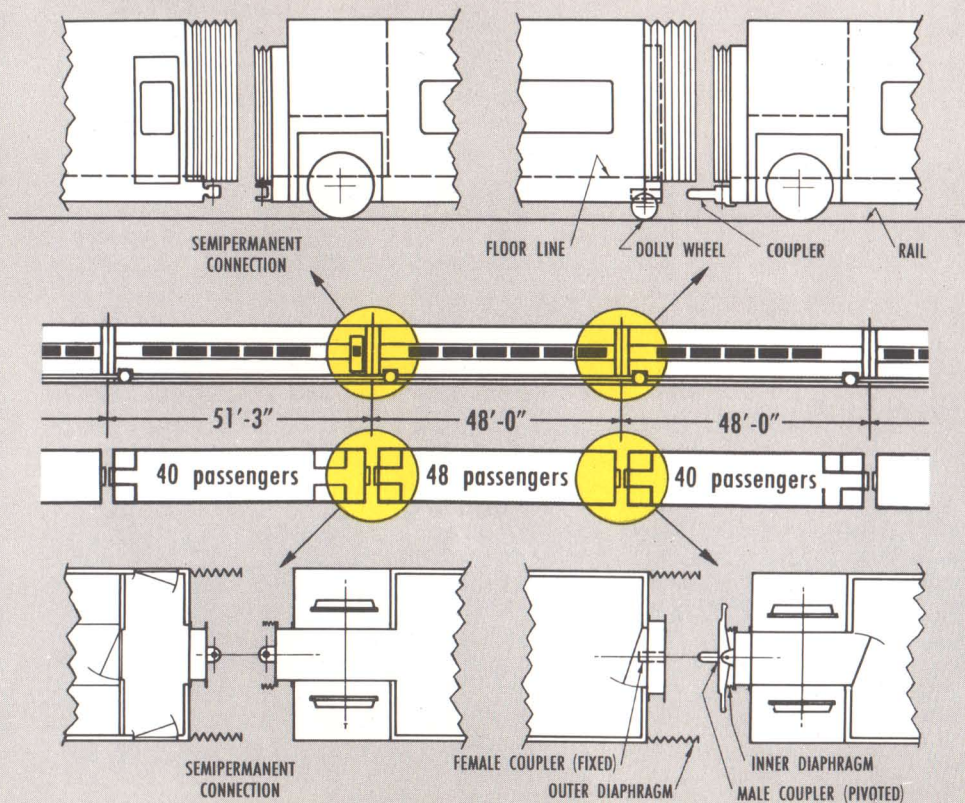 SEMIPERMANENT
CONNECTION
FLOOR LINE
DOLLY WHEEL
COUPLER
RAIL
51'-3"
48'-0"
48'-0"
40 passengers
48 passengers
40 passengers
SEMIPERMANENT
CONNECTION
FEMALE COUPLER (FIXED)
OUTER DIAPHRAGM
INNER DIAPHRAGM
MALE COUPLER (PIVOTED)